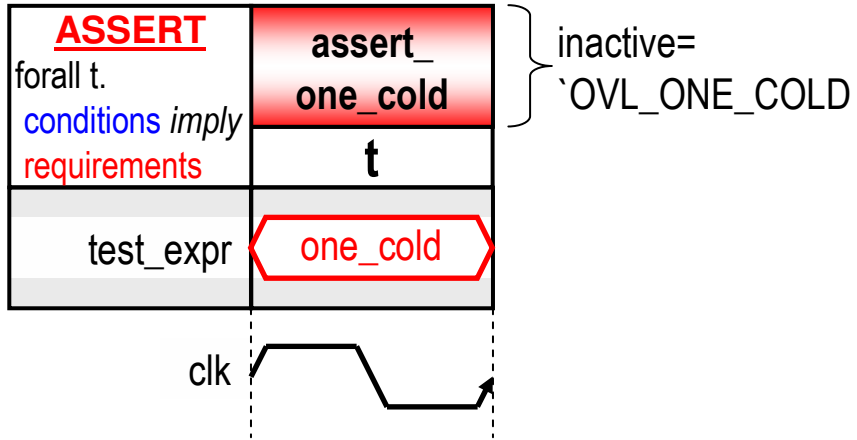 ASSERT
forall t.
conditions imply
requirements
assert_
one_cold
t
inactive=
`OVL_ONE_COLD
test_expr
one_cold
clk